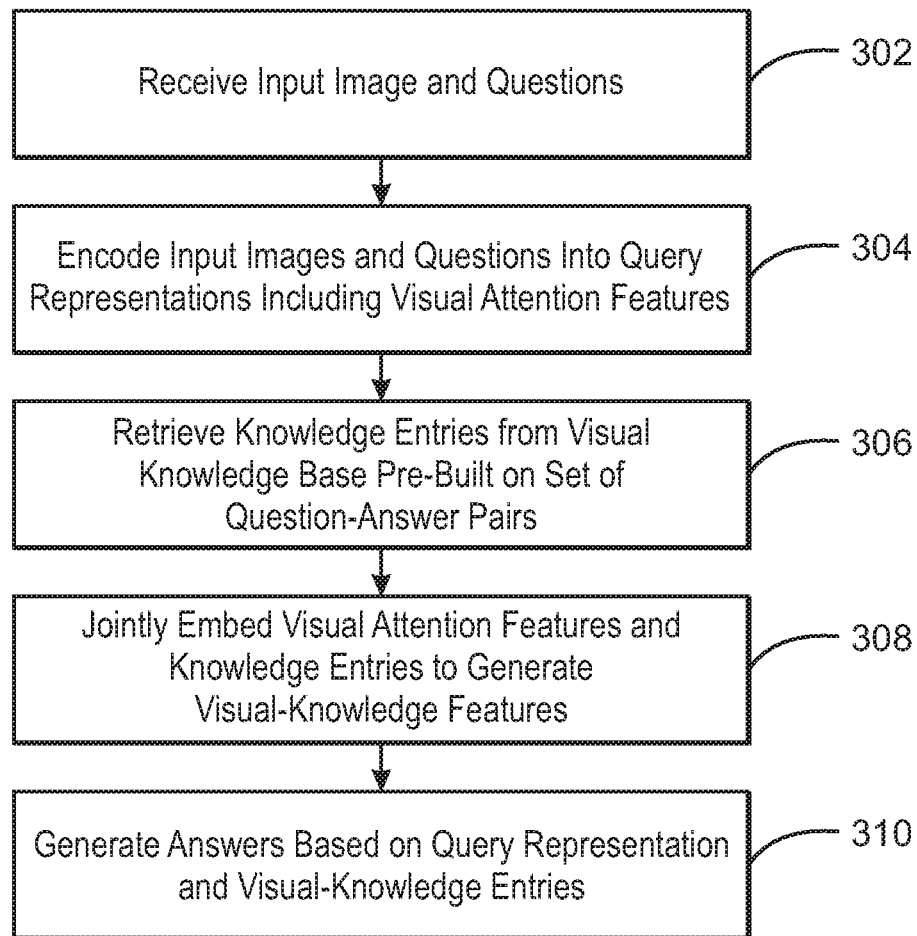 Receive Input Image and Questions
302
Encode Input Images and Questions Into Query
Representations Including Visual Attention Features
304
Retrieve Knowledge Entries from Visual
Knowledge Base Pre-Built on Set of
Question-Answer Pairs
306
Jointly Embed Visual Attention Features and
Knowledge Entries to Generate
Visual-Knowledge Features
308
Generate Answers Based on Query Representation
and Visual-Knowledge Entries
310